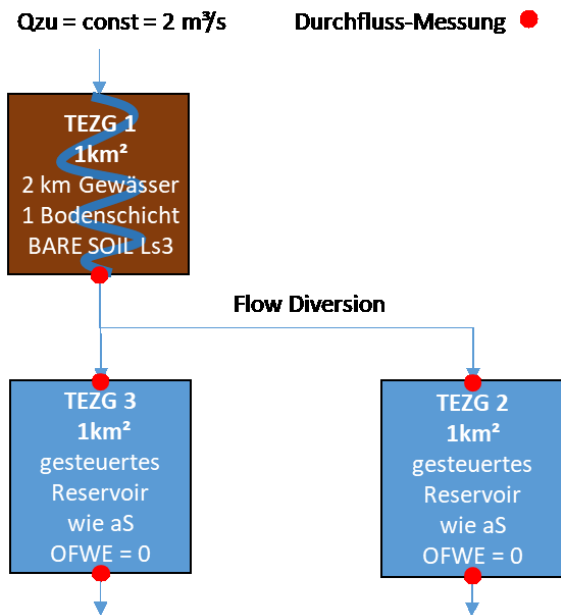 Qzu = const = 2 m³/s
Durchfluss-Messung
TEZG 1
1km²
2 km Gewässer
1 Bodenschicht
BARE SOIL Ls3
Flow Diversion
TEZG 3
1km²
gesteuertes
Reservoir
wie aS
OFWE = 0
TEZG 2
1km²
gesteuertes
Reservoir
wie aS
OFWE = 0